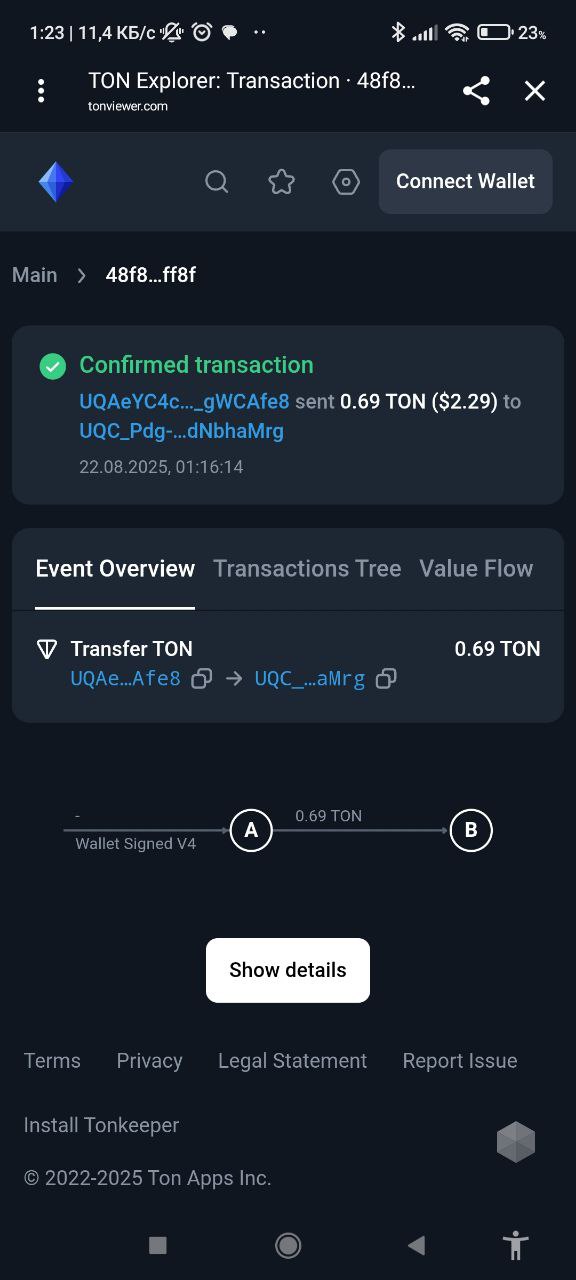 1:23 | 11,4 КБ/с
23%
TON Explorer: Transaction · 48f8…
tonviewer.com
Connect Wallet
Main 48f8…ff8f
Confirmed transaction
UQAeYC4c…_gWCAfe8 sent 0.69 TON ($2.29) to
UQC_Pdg-…dNbhaMrg
22.08.2025, 01:16:14
Event Overview Transactions Tree Value Flow
Transfer TON 0.69 TON
UQAe…Afe8 → UQC_…aMrg
- 0.69 TON
A B
Wallet Signed V4
Show details
Terms Privacy Legal Statement Report Issue
Install Tonkeeper
© 2022-2025 Ton Apps Inc.